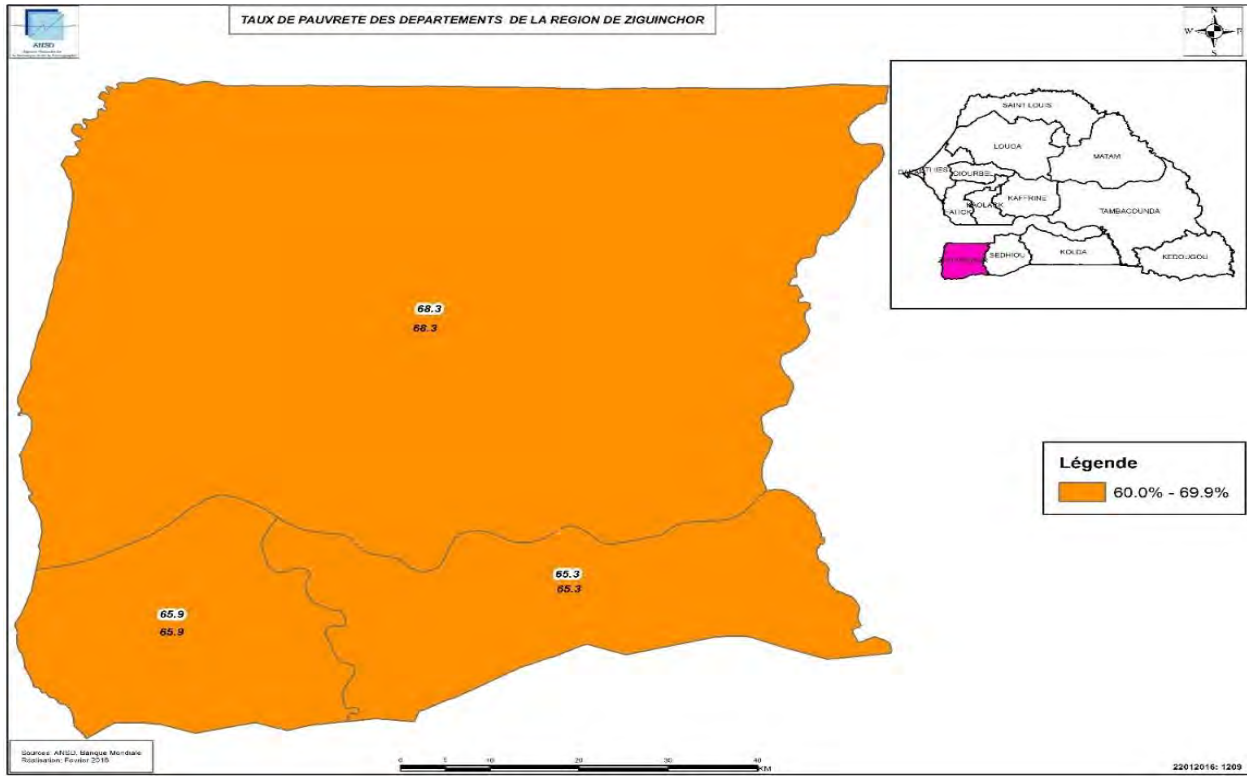 TAUX DE PAUVRETE DES DEPARTEMENTS DE LA REGION DE ZIGUINCHOR
ANSD
N
W
S
SAINT LOUIS
LOUGA
MATAM
DIOURBEL
KAFFRINE
TAMBACOUNDA
SEDHIOU
KOLDA
KEDOUGOU
68.3
68.3
Légende
60.0% - 69.9%
65.3
65.3
65.9
65.9
Sources: ANSD, Banque Mondiale
0 10 20 30 40
KM
22012016: 1209